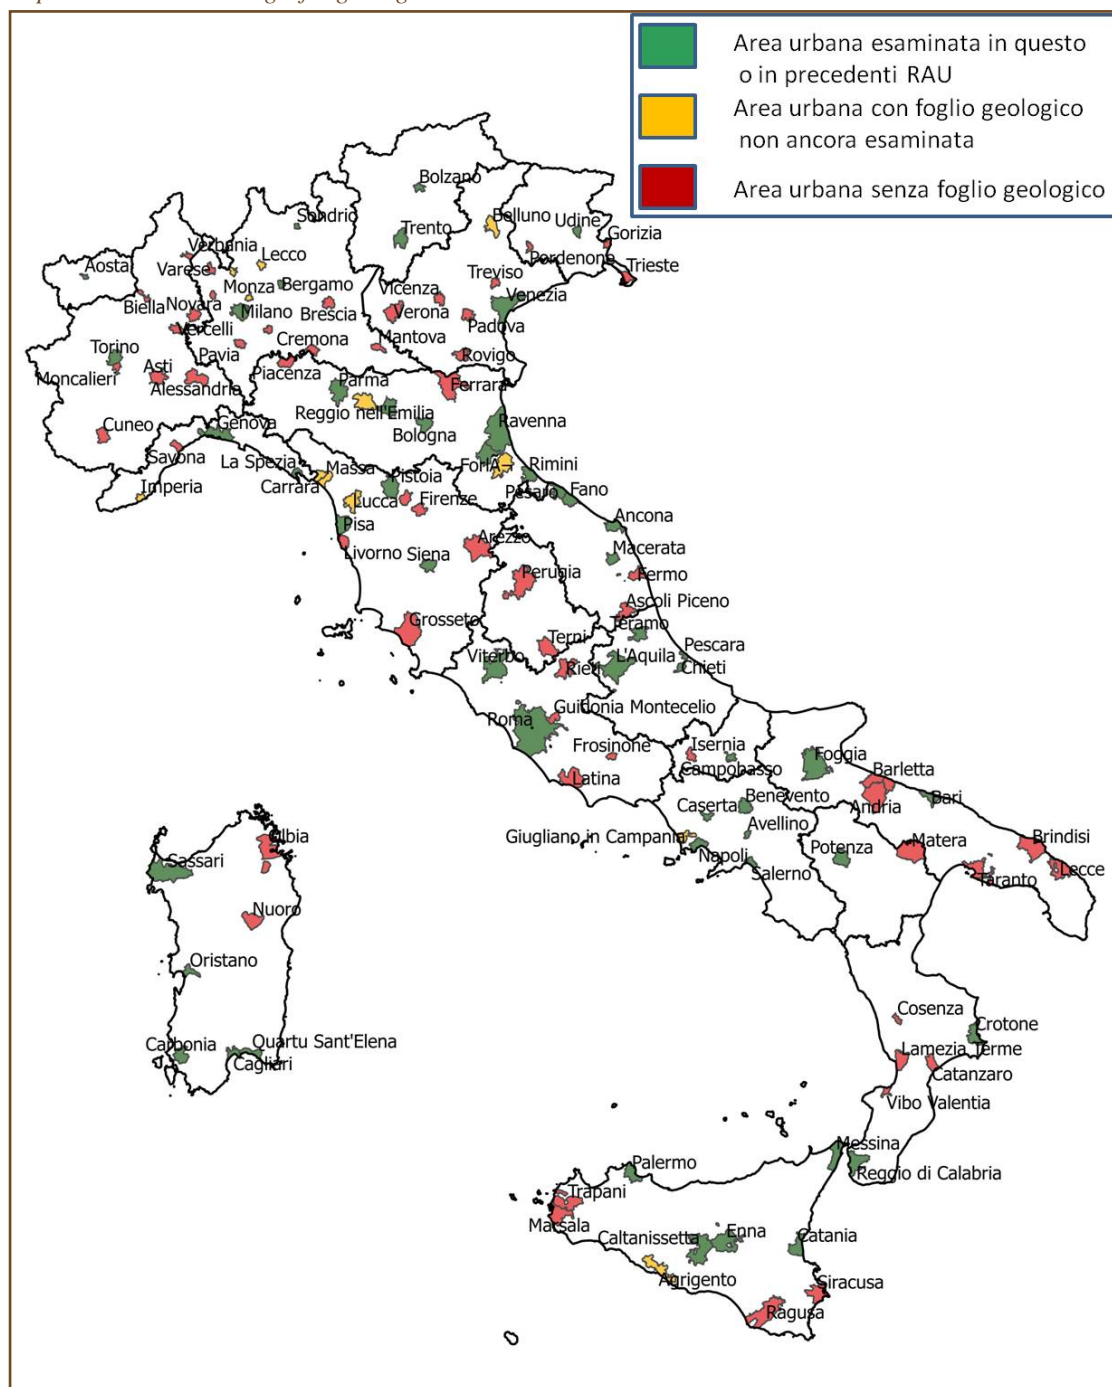 Area urbana esaminata in questo
o in precedenti RAU
Area urbana con foglio geologico
non ancora esaminata
Area urbana senza foglio geologico
Bolzano
Sondrio
Trento
Belluno
Udine
Gorizia
Verbania
Lecco
Pordenone
Trieste
Aosta
Varese
Treviso
Monza
Bergamo
Vicenza
Venezia
Biella
Novara
Milano
Brescia
Verona
Padova
Vercelli
Torino
Pavia
Cremona
Mantova
Rovigo
Moncalieri
Asti
Alessandria
Piacenza
Parma
Ferrara
Reggio nell'Emilia
Cuneo
Genova
Bologna
Ravenna
Savona
La Spezia
Massa
Pistoia
ForlÃ¬
Rimini
Imperia
Carrara
Lucca
Firenze
Pesaro
Fano
Pisa
Ancona
Livorno
Siena
Arezzo
Macerata
Perugia
Fermo
Ascoli Piceno
Grosseto
Teramo
Terni
Pescara
Viterbo
Rieti
L'Aquila
Chieti
Roma
Guidonia Montecelio
Frosinone
Isernia
Foggia
Campobasso
Barletta
Latina
Caserta
Benevento
Andria
Bari
Giugliano in Campania
Avellino
Napoli
Potenza
Matera
Brindisi
Salerno
Taranto
Lecce
Olbia
Sassari
Nuoro
Oristano
Cosenza
Crotone
Carbonia
Quartu Sant'Elena
Cagliari
Lamezia Terme
Catanzaro
Vibo Valentia
Messina
Palermo
Reggio di Calabria
Trapani
Marsala
Caltanissetta
Enna
Catania
Agrigento
Siracusa
Ragusa